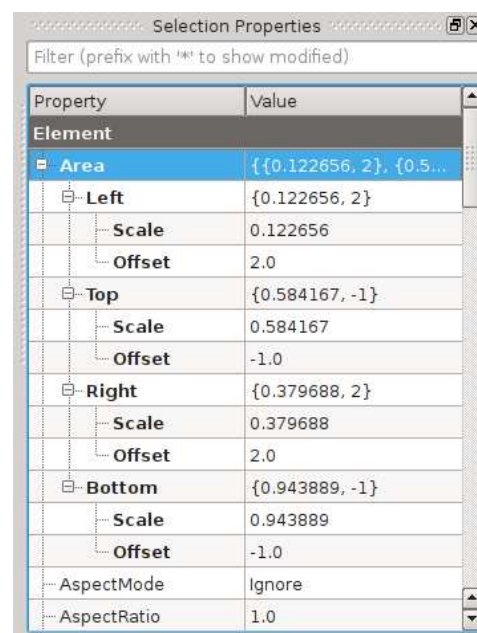 Selection Properties
Filter (prefix with '*' to show modified)
Property Value
Element
Area {{0.122656, 2}, {0.5...
Left {0.122656, 2}
Scale 0.122656
Offset 2.0
Top {0.584167, -1}
Scale 0.584167
Offset -1.0
Right {0.379688, 2}
Scale 0.379688
Offset 2.0
Bottom {0.943889, -1}
Scale 0.943889
Offset -1.0
AspectMode Ignore
AspectRatio 1.0